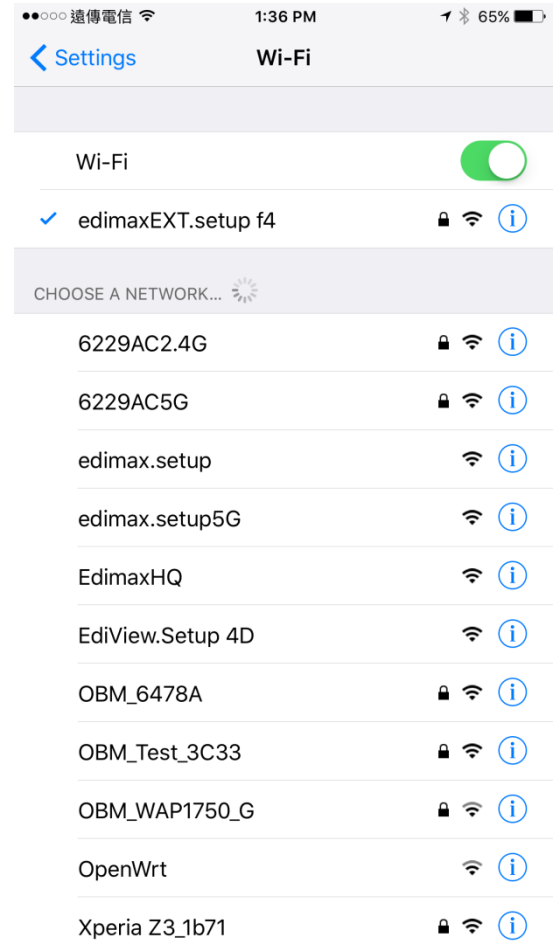 遠傳電信 1:36 PM 65%
Settings Wi-Fi
Wi-Fi
edimaxEXT.setup f4
CHOOSE A NETWORK...
6229AC2.4G
6229AC5G
edimax.setup
edimax.setup5G
EdimaxHQ
EdiView.Setup 4D
OBM_6478A
OBM_Test_3C33
OBM_WAP1750_G
OpenWrt
Xperia Z3_1b71